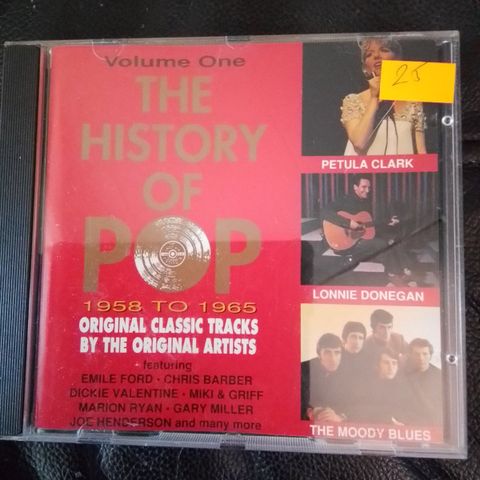 Volume One
THE
HISTORY
OF
POP
1958 TO 1965
ORIGINAL CLASSIC TRACKS
BY THE ORIGINAL ARTISTS
featuring
EMILE FORD · CHRIS BARBER
DICKIE VALENTINE · MIKI & GRIFF
MARION RYAN · GARY MILLER
JOE HENDERSON and many more
25
PETULA CLARK
LONNIE DONEGAN
THE MOODY BLUES